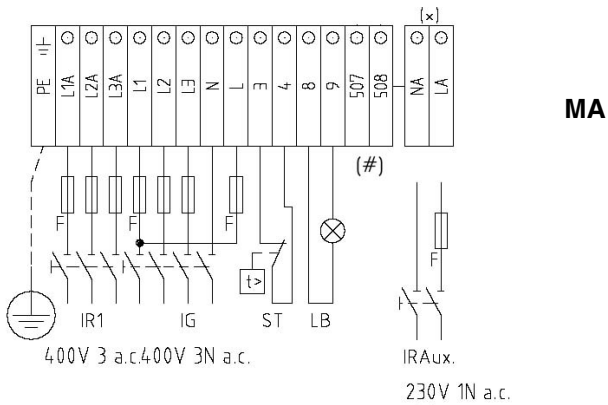 (x)
PE L1A L2A L3A L1 L2 L3 N L 3 4 8 9 507 508 NA LA
MA
(#)
F F F F
t>
IR1 IG ST LB IRAux.
400V 3 a.c. 400V 3N a.c.
230V 1N a.c.